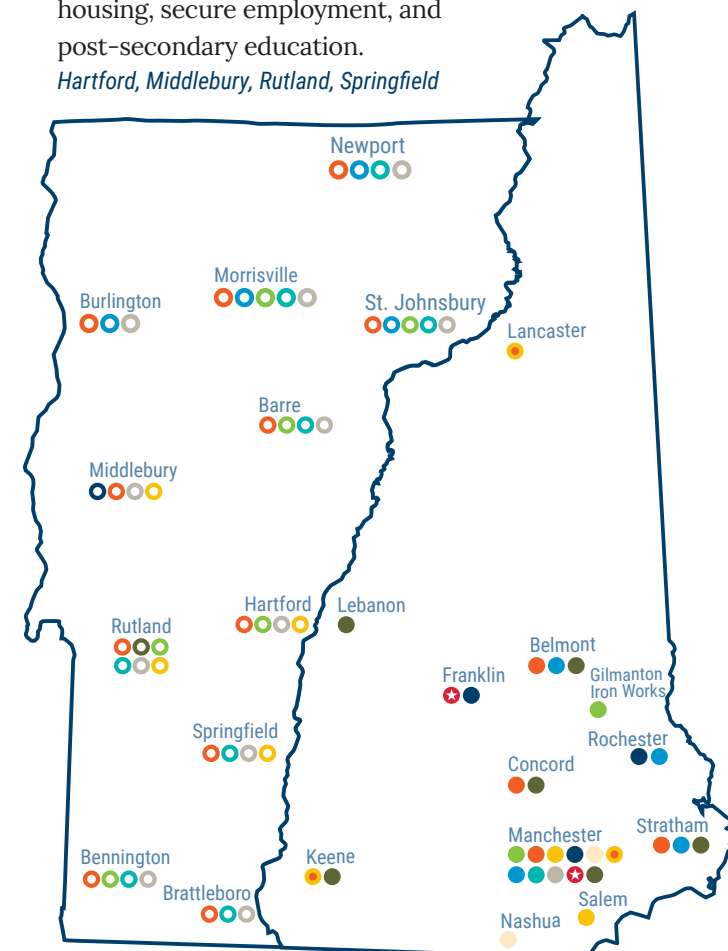 housing, secure employment, and
post-secondary education.
Hartford, Middlebury, Rutland, Springfield
Newport
Morrisville
Burlington
St. Johnsbury
Lancaster
Barre
Middlebury
Hartford
Lebanon
Rutland
Belmont
Franklin
Gilmanton
Iron Works
Springfield
Rochester
Concord
Stratham
Manchester
Bennington
Keene
Brattleboro
Salem
Nashua